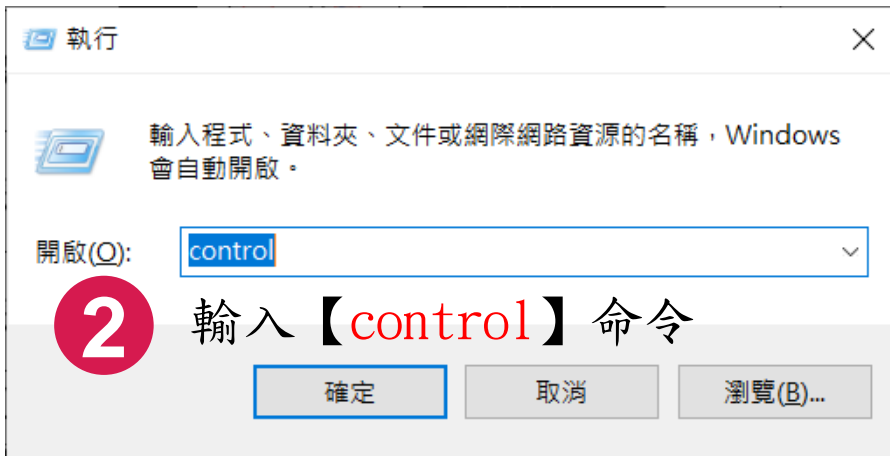 執行
輸入程式、資料夾、文件或網際網路資源的名稱，Windows
會自動開啟。
開啟(O):
control
2 輸入【control】命令
確定 取消 瀏覽(B)...